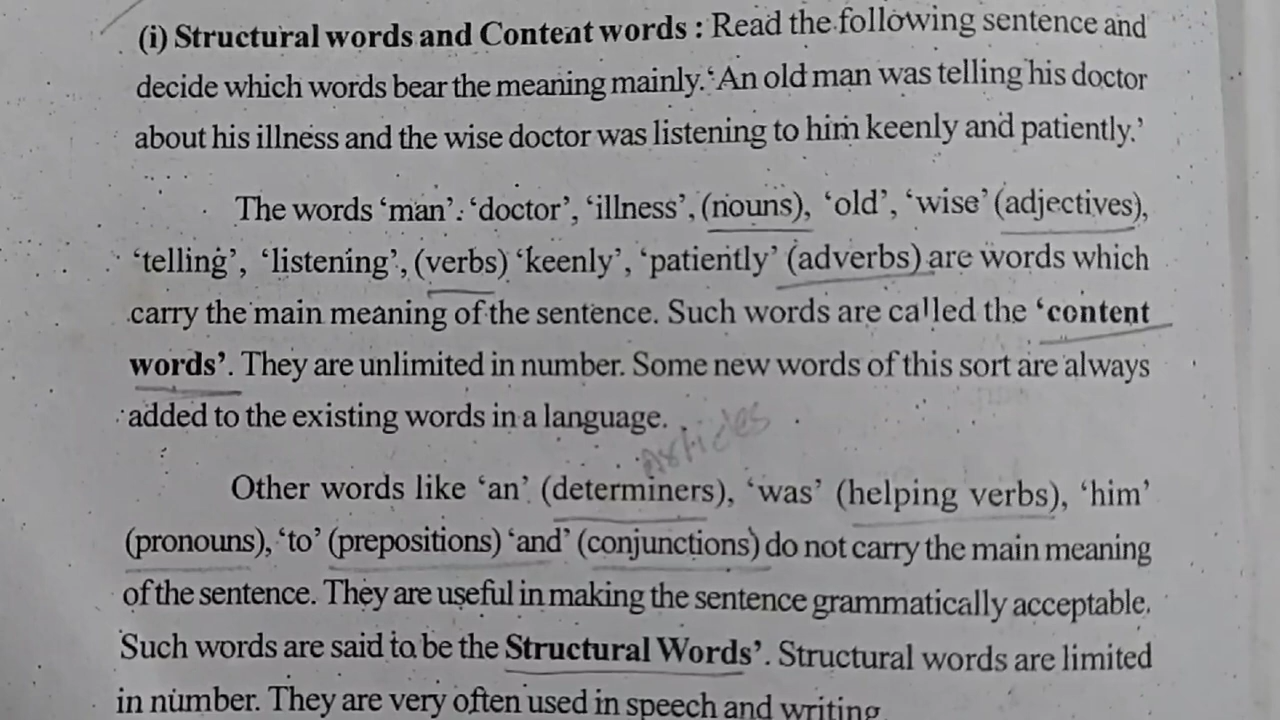 (i) Structural words and Content words : Read the following sentence and
decide which words bear the meaning mainly. ‘An old man was telling his doctor
about his illness and the wise doctor was listening to him keenly and patiently.’
The words ‘man’. ‘doctor’, ‘illness’, (nouns), ‘old’, ‘wise’ (adjectives),
‘telling’, ‘listening’, (verbs) ‘keenly’, ‘patiently’ (adverbs) are words which
carry the main meaning of the sentence. Such words are called the ‘content
words’. They are unlimited in number. Some new words of this sort are always
added to the existing words in a language.
Articles
Other words like ‘an’ (determiners), ‘was’ (helping verbs), ‘him’
(pronouns), ‘to’ (prepositions) ‘and’ (conjunctions) do not carry the main meaning
of the sentence. They are useful in making the sentence grammatically acceptable.
Such words are said to be the Structural Words’. Structural words are limited
in number. They are very often used in speech and writing